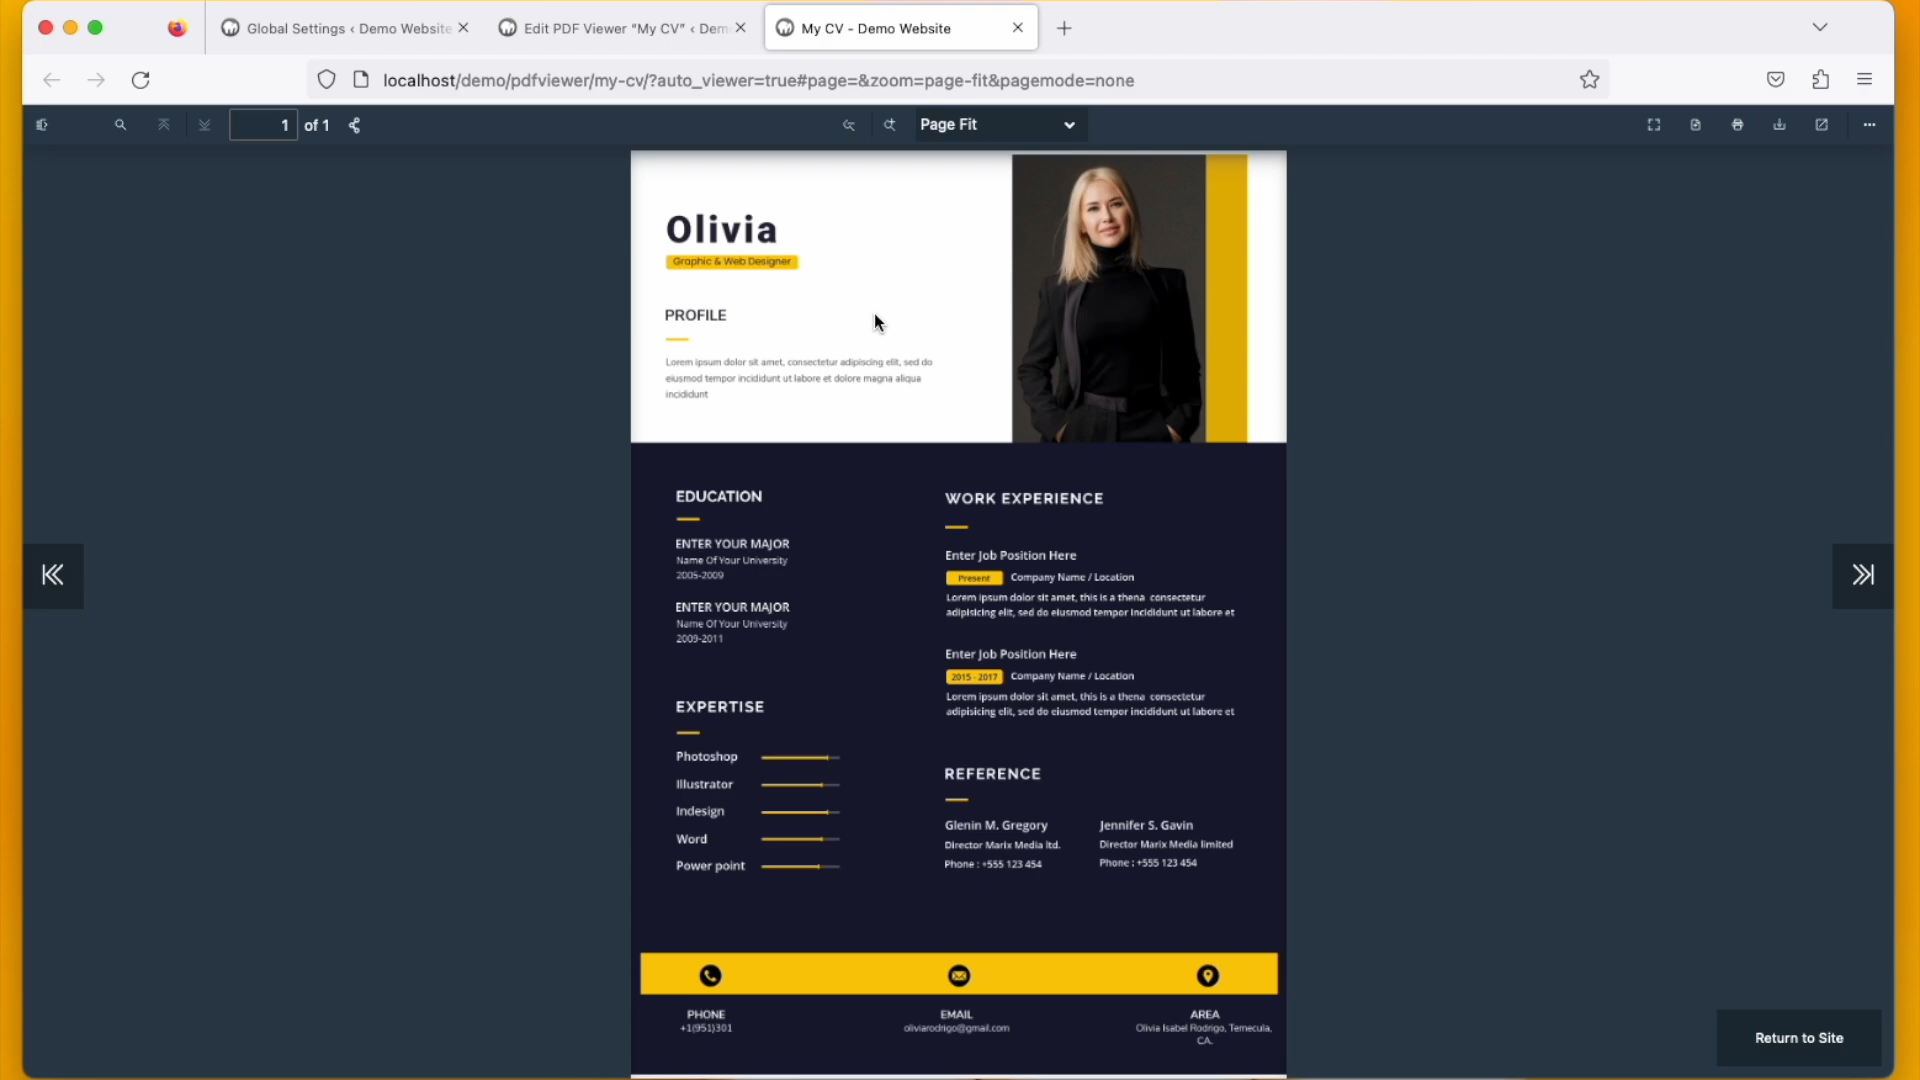 Global Settings ‹ Demo Website
Edit PDF Viewer "My CV" ‹ Dem
My CV - Demo Website
localhost/demo/pdfviewer/my-cv/?auto_viewer=true#page=&zoom=page-fit&pagemode=none
1 of 1
Page Fit
Olivia
Graphic & Web Designer
PROFILE
Lorem ipsum dolor sit amet, consectetur adipiscing elit, sed do
eiusmod tempor incididunt ut labore et dolore magna aliqua
incididunt
EDUCATION
ENTER YOUR MAJOR
Name Of Your University
2005-2009
ENTER YOUR MAJOR
Name Of Your University
2009-2011
EXPERTISE
Photoshop
Illustrator
Indesign
Word
Power point
WORK EXPERIENCE
Enter Job Position Here
Present Company Name / Location
Lorem ipsum dolor sit amet, this is a thena consectetur
adipisicing elit, sed do eiusmod tempor incididunt ut labore et
Enter Job Position Here
2015 - 2017 Company Name / Location
Lorem ipsum dolor sit amet, this is a thena consectetur
adipisicing elit, sed do eiusmod tempor incididunt ut labore et
REFERENCE
Glenin M. Gregory
Director Marix Media ltd.
Phone : +555 123 454
Jennifer S. Gavin
Director Marix Media limited
Phone : +555 123 454
PHONE
+1(951)301
EMAIL
oliviarodrigo@gmail.com
AREA
Olivia Isabel Rodrigo, Temecula,
CA.
Return to Site